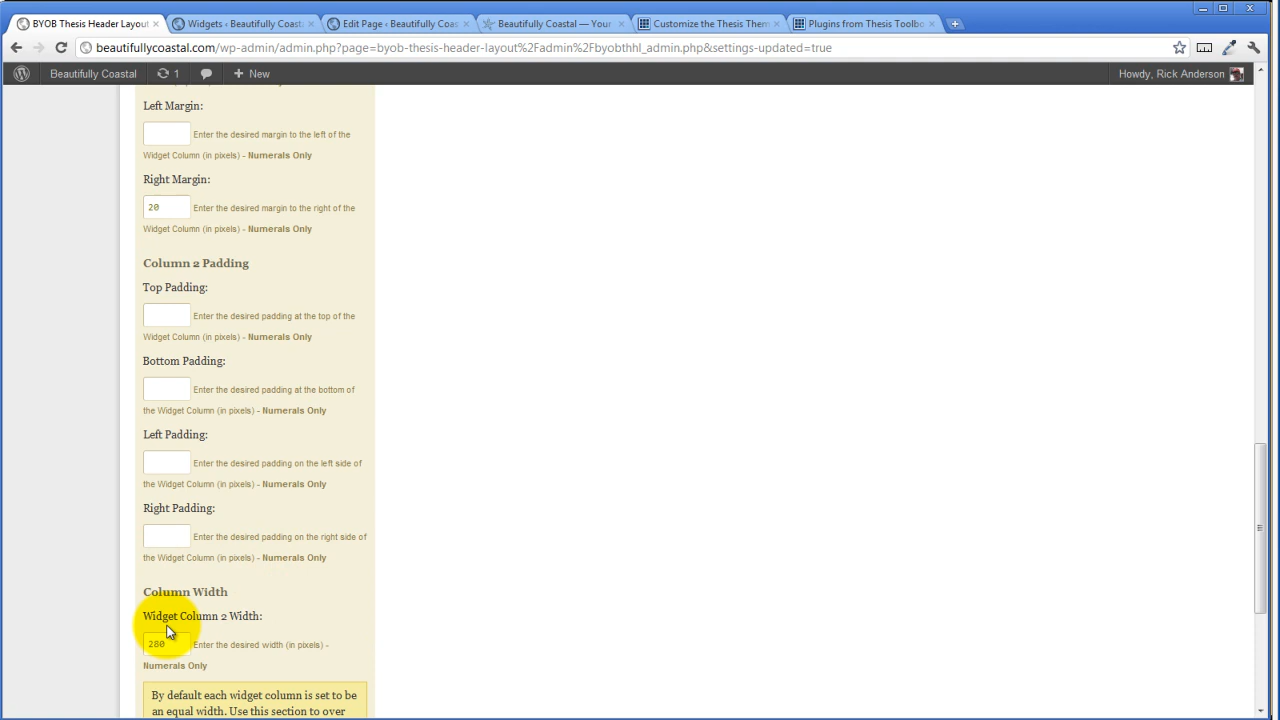 BYOB Thesis Header Layou
Widgets ‹ Beautifully Coasta
Edit Page ‹ Beautifully Coas
Beautifully Coastal — Your
Customize the Thesis Them
Plugins from Thesis Toolbo
beautifullycoastal.com/wp-admin/admin.php?page=byob-thesis-header-layout%2Fadmin%2Fbyobthhl_admin.php&settings-updated=true
Beautifully Coastal
1
New
Howdy, Rick Anderson
Left Margin:
Enter the desired margin to the left of the
Widget Column (in pixels) - Numerals Only
Right Margin:
20 Enter the desired margin to the right of the
Widget Column (in pixels) - Numerals Only
Column 2 Padding
Top Padding:
Enter the desired padding at the top of the
Widget Column (in pixels) - Numerals Only
Bottom Padding:
Enter the desired padding at the bottom of
the Widget Column (in pixels) - Numerals Only
Left Padding:
Enter the desired padding on the left side of
the Widget Column (in pixels) - Numerals Only
Right Padding:
Enter the desired padding on the right side of
the Widget Column (in pixels) - Numerals Only
Column Width
Widget Column 2 Width:
280 Enter the desired width (in pixels) -
Numerals Only
By default each widget column is set to be
an equal width. Use this section to over